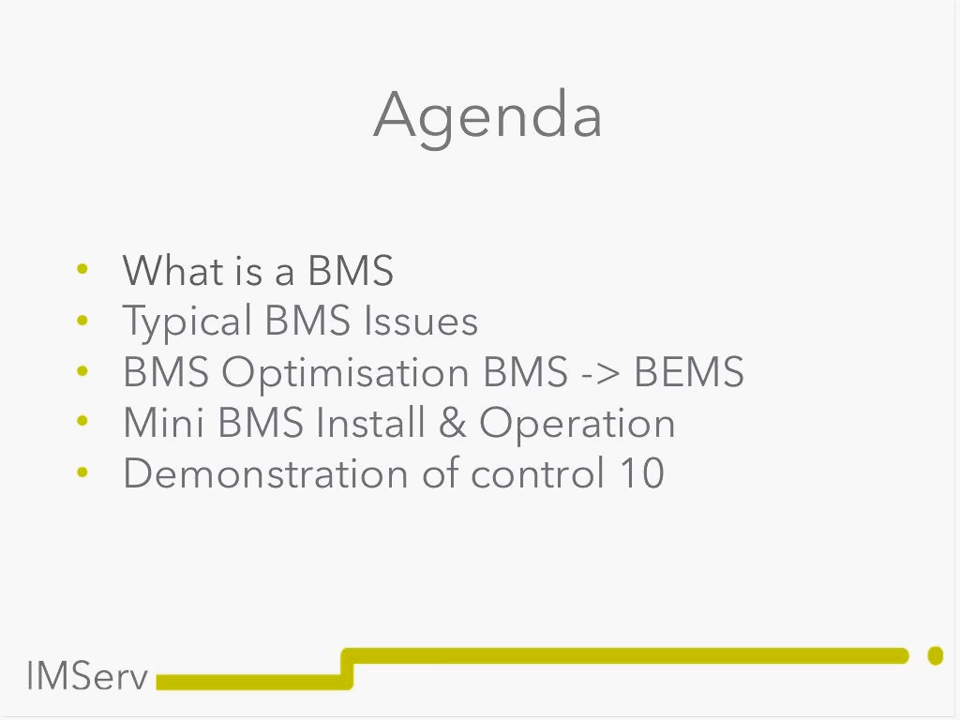 Agenda
• What is a BMS
• Typical BMS Issues
• BMS Optimisation BMS -> BEMS
• Mini BMS Install & Operation
• Demonstration of control 10
IMServ